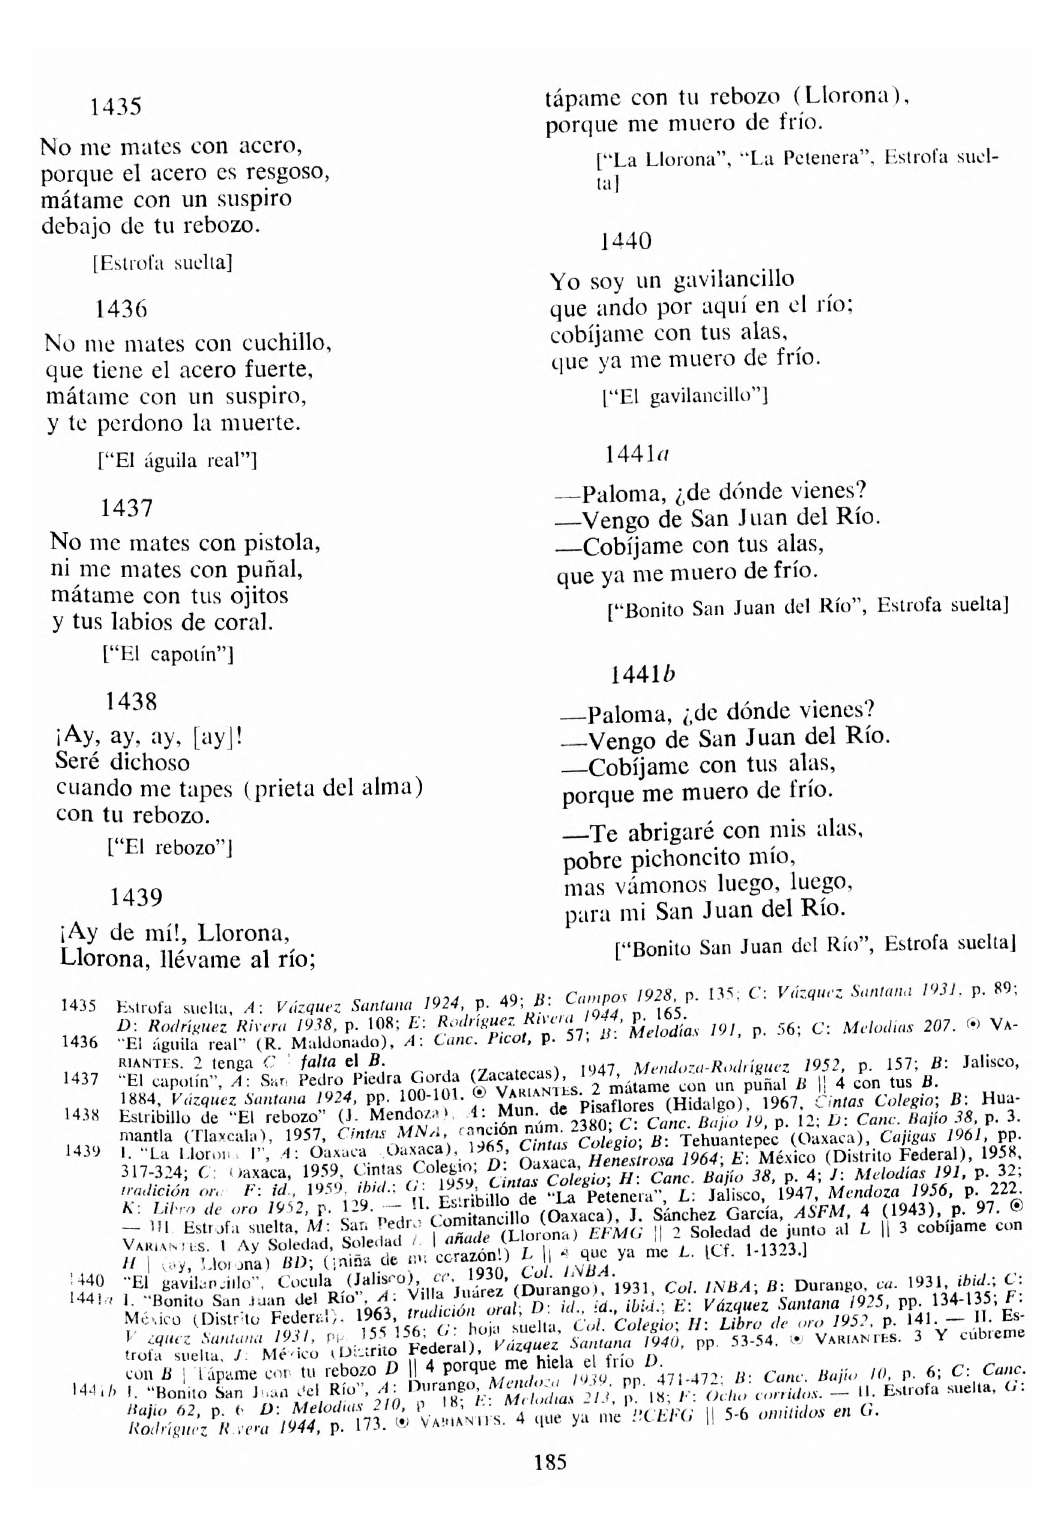 1435
No me mates con acero,
porque el acero es resgoso,
mátame con un suspiro
debajo de tu rebozo.
[Estrofa suelta]
1436
No me mates con cuchillo,
que tiene el acero fuerte,
mátame con un suspiro,
y te perdono la muerte.
["El águila real"]
1437
No me mates con pistola,
ni me mates con puñal,
mátame con tus ojitos
y tus labios de coral.
["El capotín"]
1438
¡Ay, ay, ay, [ay]!
Seré dichoso
cuando me tapes (prieta del alma)
con tu rebozo.
["El rebozo"]
1439
¡Ay de mí!, Llorona,
Llorona, llévame al río;
tápame con tu rebozo (Llorona),
porque me muero de frío.
["La Llorona", "La Petenera", Estrofa suel-
ta]
1440
Yo soy un gavilancillo
que ando por aquí en el río;
cobíjame con tus alas,
que ya me muero de frío.
["El gavilancillo"]
1441a
—Paloma, ¿de dónde vienes?
—Vengo de San Juan del Río.
—Cobíjame con tus alas,
que ya me muero de frío.
["Bonito San Juan del Río", Estrofa suelta]
1441b
—Paloma, ¿de dónde vienes?
—Vengo de San Juan del Río.
—Cobíjame con tus alas,
porque me muero de frío.
—Te abrigaré con mis alas,
pobre pichoncito mío,
mas vámonos luego, luego,
para mi San Juan del Río.
["Bonito San Juan del Río", Estrofa suelta]
1435 Estrofa suelta, A: Vázquez Santana 1924, p. 49; B: Campos 1928, p. 135; C: Vázquez Santana 1931, p. 89;
D: Rodríguez Rivera 1938, p. 108; E: Rodríguez Rivera 1944, p. 165.
1436 "El águila real" (R. Maldonado), A: Canc. Picot, p. 57; B: Melodías 191, p. 56; C: Melodías 207. ⊙ VA-
RIANTES. 2 tenga C falta el B.
1437 "El capotín", A: San Pedro Piedra Gorda (Zacatecas), 1947, Mendoza-Rodríguez 1952, p. 157; B: Jalisco,
1884, Vázquez Santana 1924, pp. 100-101. ⊙ VARIANTES. 2 mátame con un puñal B || 4 con tus B.
1438 Estribillo de "El rebozo" (J. Mendoza), A: Mun. de Pisaflores (Hidalgo), 1967, Cintas Colegio; B: Hua-
mantla (Tlaxcala), 1957, Cintas MNA, canción núm. 2380; C: Canc. Bajío 19, p. 12; D: Canc. Bajío 38, p. 3.
1439 I. "La Llorona I", A: Oaxaca (Oaxaca), 1965, Cintas Colegio; B: Tehuantepec (Oaxaca), Cajigas 1961, pp.
317-324; C: Oaxaca, 1959, Cintas Colegio; D: Oaxaca, Henestrosa 1964; E: México (Distrito Federal), 1958,
tradición F: id., 1959, ibid.; G: 1959, Cintas Colegio; H: Canc. Bajío 38, p. 4; J: Melodías 191, p. 32;
K: Libro de oro 1952, p. 129. — II. Estribillo de "La Petenera", L: Jalisco, 1947, Mendoza 1956, p. 222.
— III. Estrofa suelta, M: San Pedro Comitancillo (Oaxaca), J. Sánchez García, ASFM, 4 (1943), p. 97. ⊙
VARIANTES. 1 Ay Soledad, Soledad L | añade (Llorona) EFMG || 2 Soledad de junto al L || 3 cobíjame con
H | (ay, Llorona) BD; (¡niña de mi corazón!) L || 4 que ya me L. [Cf. 1-1323.]
1440 "El gavilancillo", Cocula (Jalisco), ca. 1930, Col. INBA.
1441a I. "Bonito San Juan del Río", A: Villa Juárez (Durango), 1931, Col. INBA; B: Durango, ca. 1931, ibid.; C:
México (Distrito Federal), 1963, tradición oral; D: id., id., ibid.; E: Vázquez Santana 1925, pp. 134-135; F:
Vázquez Santana 1931, pp. 155-156; G: hoja suelta, Col. Colegio; H: Libro de oro 1952, p. 141. — II. Es-
trofa suelta, J: México (Distrito Federal), Vázquez Santana 1940, pp. 53-54. ⊙ VARIANTES. 3 Y cúbreme
con B | Tápame con tu rebozo D || 4 porque me hiela el frío D.
1441b I. "Bonito San Juan del Río", A: Durango, Mendoza 1939, pp. 471-472; B: Canc. Bajío 10, p. 6; C: Canc.
Bajío 62, p. 6 D: Melodías 210, p. 18; E: Melodías 213, p. 18; F: Ocho corridos. — II. Estrofa suelta, G:
Rodríguez Rivera 1944, p. 173. ⊙ VARIANTES. 4 que ya me BCEFG || 5-6 omitidos en G.
185